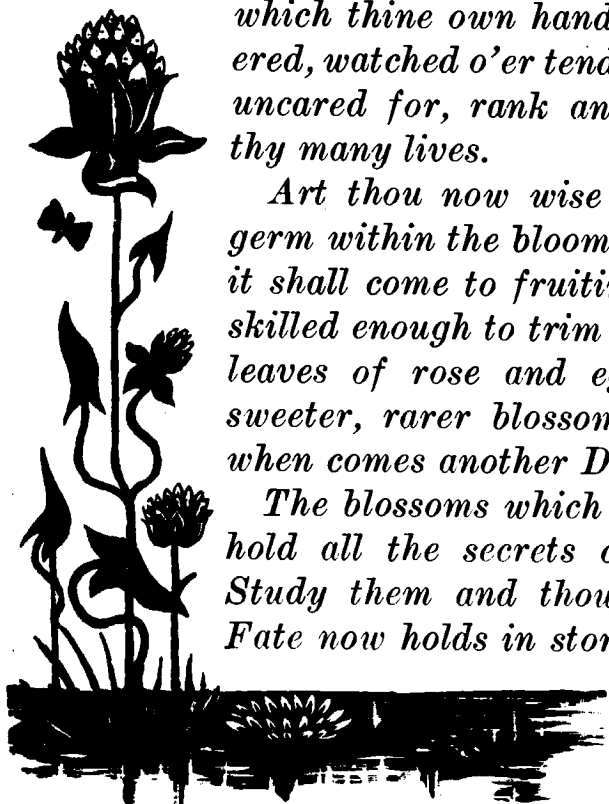 which thine own hand
ered, watched o'er tend
uncared for, rank an
thy many lives.
Art thou now wise
germ within the bloom
it shall come to fruiti
skilled enough to trim
leaves of rose and eg
sweeter, rarer blossom
when comes another D
The blossoms which
hold all the secrets o
Study them and thou
Fate now holds in stor